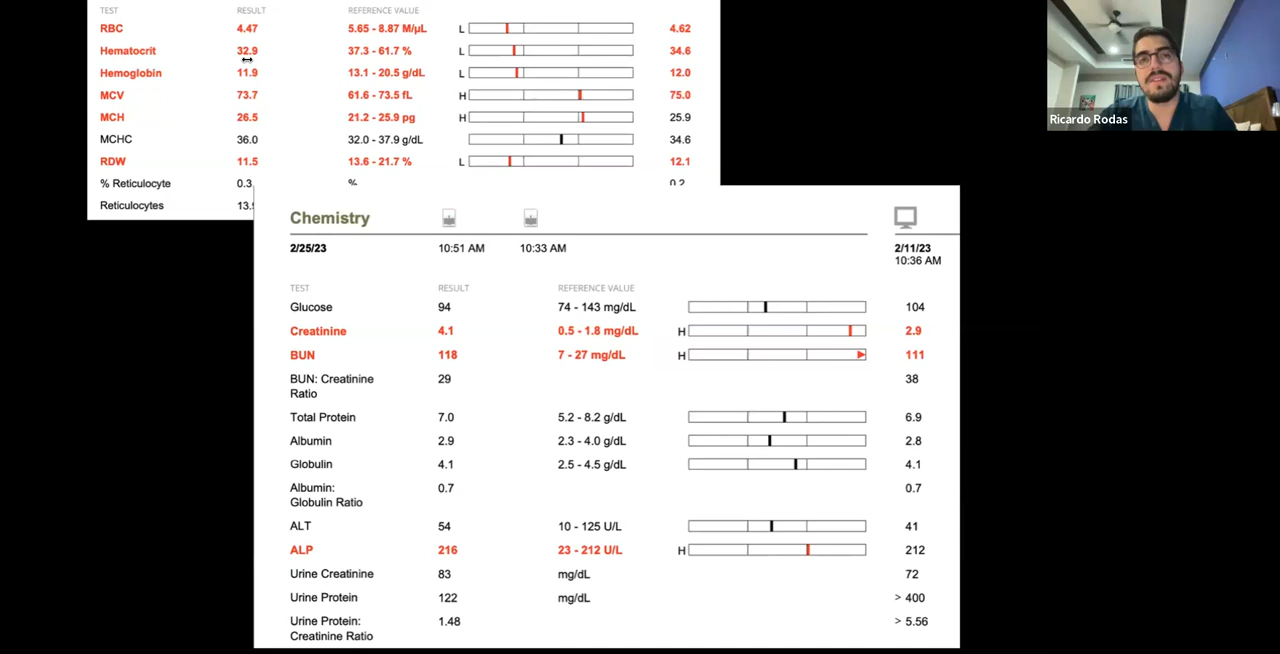 TEST RESULT REFERENCE VALUE
RBC 4.47 5.65 - 8.87 M/µL L 4.62
Hematocrit 32.9 37.3 - 61.7 % L 34.6
Hemoglobin 11.9 13.1 - 20.5 g/dL L 12.0
MCV 73.7 61.6 - 73.5 fL H 75.0
MCH 26.5 21.2 - 25.9 pg H 25.9
MCHC 36.0 32.0 - 37.9 g/dL 34.6
RDW 11.5 13.6 - 21.7 % L 12.1
% Reticulocyte 0.3 % 0.2
Reticulocytes 13.
Ricardo Rodas
Chemistry
2/25/23 10:51 AM 10:33 AM 2/11/23
10:36 AM
TEST RESULT REFERENCE VALUE
Glucose 94 74 - 143 mg/dL 104
Creatinine 4.1 0.5 - 1.8 mg/dL H 2.9
BUN 118 7 - 27 mg/dL H 111
BUN: Creatinine 29 38
Ratio
Total Protein 7.0 5.2 - 8.2 g/dL 6.9
Albumin 2.9 2.3 - 4.0 g/dL 2.8
Globulin 4.1 2.5 - 4.5 g/dL 4.1
Albumin: 0.7 0.7
Globulin Ratio
ALT 54 10 - 125 U/L 41
ALP 216 23 - 212 U/L H 212
Urine Creatinine 83 mg/dL 72
Urine Protein 122 mg/dL > 400
Urine Protein: 1.48 > 5.56
Creatinine Ratio